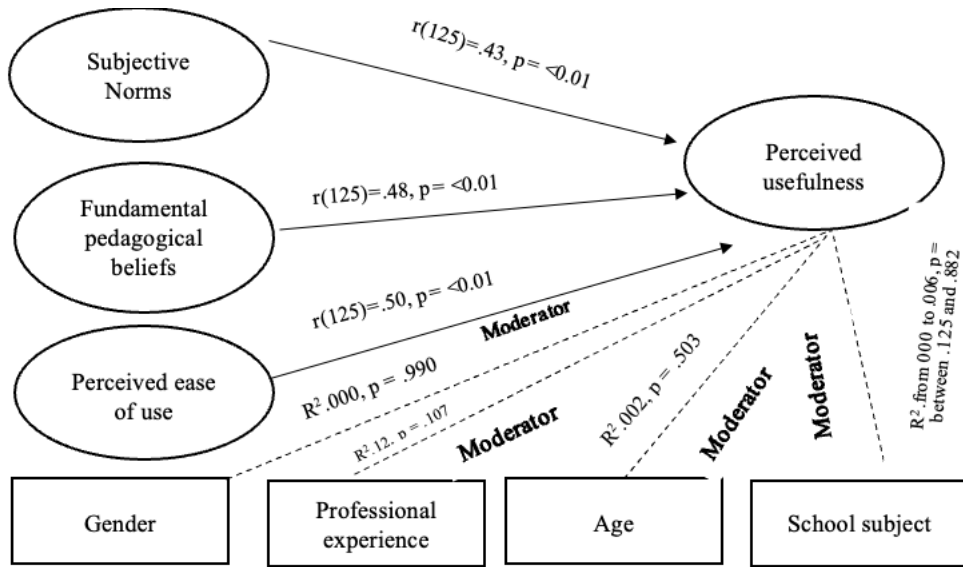 Subjective
Norms
r(125)=.43, p= <0.01
Perceived
usefulness
Fundamental
pedagogical
beliefs
r(125)=.48, p= <0.01
Perceived ease
of use
r(125)=.50, p= <0.01
Moderator
R².000, p = .990
R².12, p = .107
Moderator
R².002, p = .503
Moderator
Moderator
R².from 000 to .006, p =
between .125 and .882
Gender
Professional
experience
Age
School subject